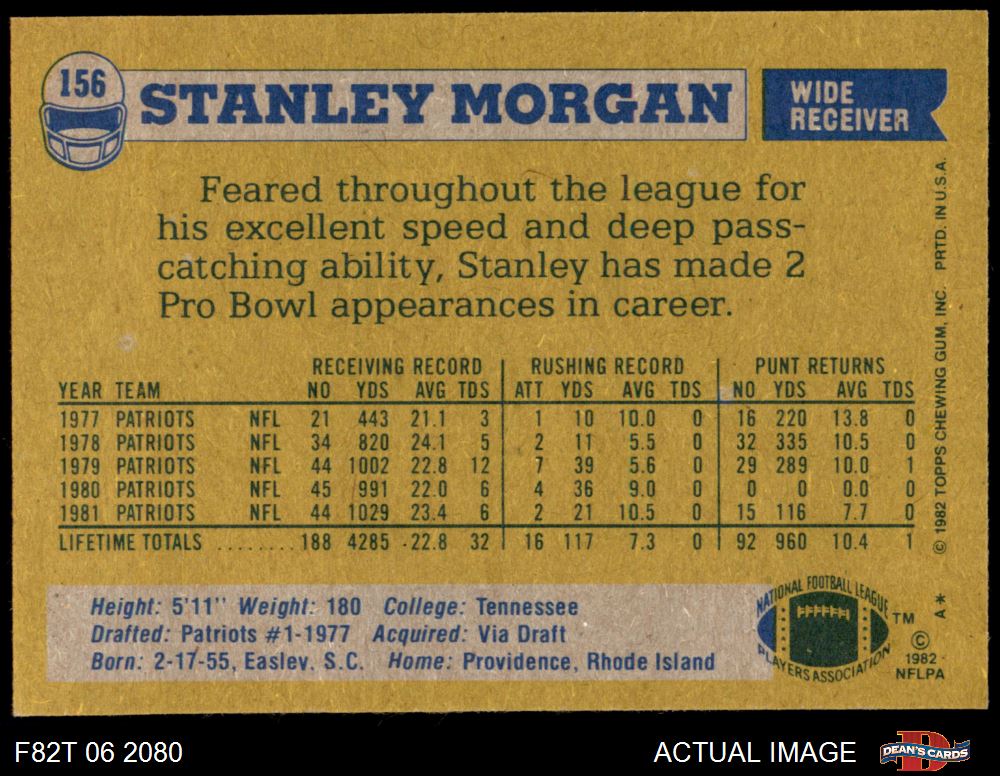 156
STANLEY MORGAN
WIDE
RECEIVER
Feared throughout the league for
his excellent speed and deep pass-
catching ability, Stanley has made 2
Pro Bowl appearances in career.
RECEIVING RECORD RUSHING RECORD PUNT RETURNS
YEAR TEAM NO YDS AVG TDS ATT YDS AVG TDS NO YDS AVG TDS
1977 PATRIOTS NFL 21 443 21.1 3 1 10 10.0 0 16 220 13.8 0
1978 PATRIOTS NFL 34 820 24.1 5 2 11 5.5 0 32 335 10.5 0
1979 PATRIOTS NFL 44 1002 22.8 12 7 39 5.6 0 29 289 10.0 1
1980 PATRIOTS NFL 45 991 22.0 6 4 36 9.0 0 0 0 0.0 0
1981 PATRIOTS NFL 44 1029 23.4 6 2 21 10.5 0 15 116 7.7 0
LIFETIME TOTALS ........ 188 4285 22.8 32 16 117 7.3 0 92 960 10.4 1
Height: 5'11" Weight: 180 College: Tennessee
Drafted: Patriots #1-1977 Acquired: Via Draft
Born: 2-17-55, Easley, S.C. Home: Providence, Rhode Island
NATIONAL FOOTBALL LEAGUE
PLAYERS ASSOCIATION
TM
©
1982
NFLPA
© 1982 TOPPS CHEWING GUM, INC. PRTD. IN U.S.A.
A*
F82T 06 2080
ACTUAL IMAGE
D
DEAN'S CARDS